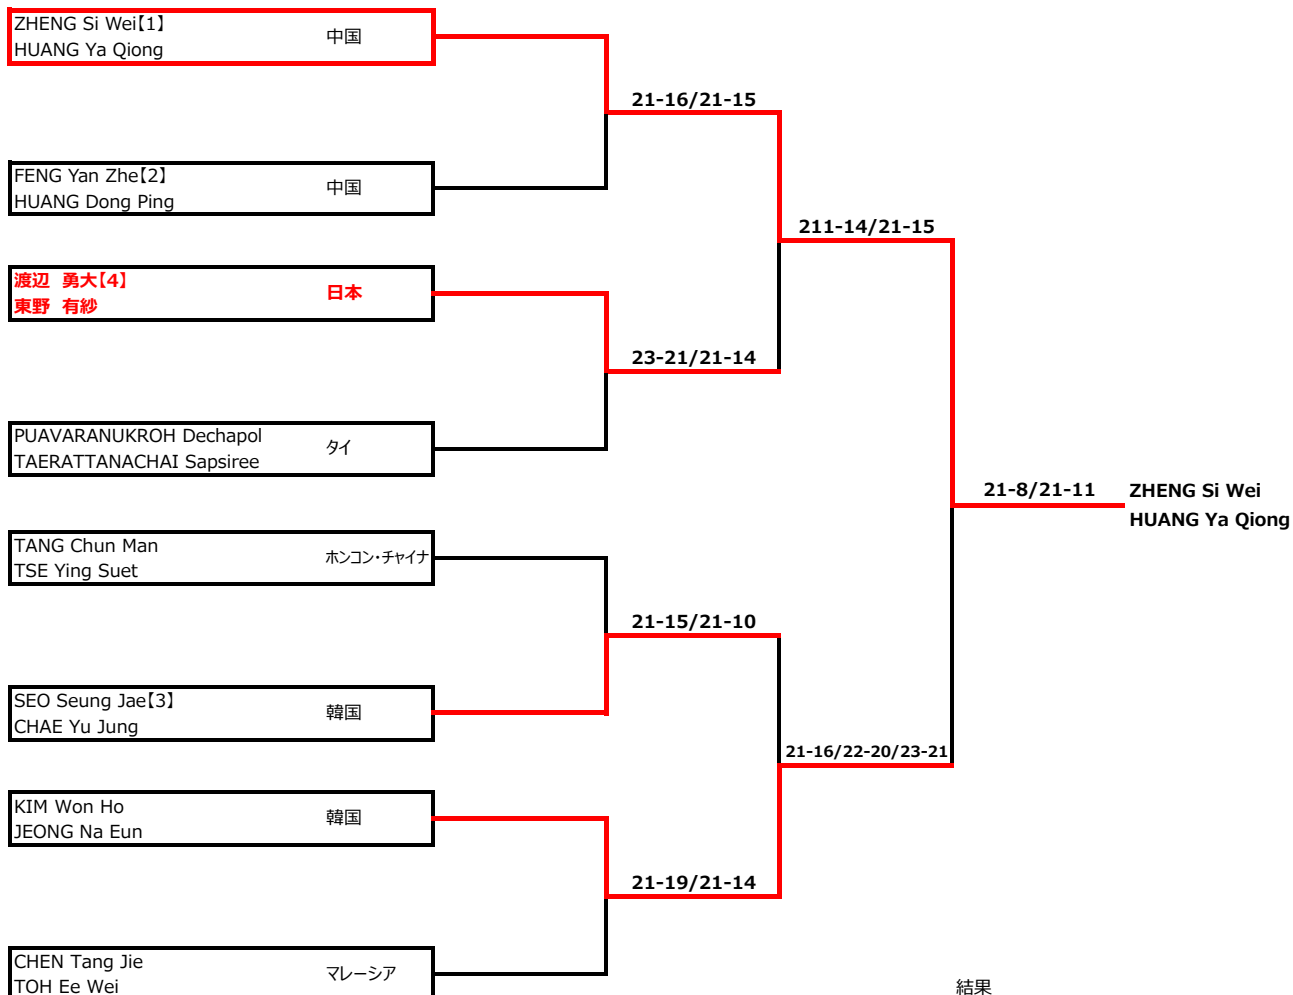 ZHENG Si Wei【1】
HUANG Ya Qiong
中国
21-16/21-15
FENG Yan Zhe【2】
HUANG Dong Ping
中国
211-14/21-15
渡辺　勇大【4】
東野　有紗
日本
23-21/21-14
PUAVARANUKROH Dechapol
TAERATTANACHAI Sapsiree
タイ
21-8/21-11
ZHENG Si Wei
HUANG Ya Qiong
TANG Chun Man
TSE Ying Suet
ホンコン・チャイナ
21-15/21-10
SEO Seung Jae【3】
CHAE Yu Jung
韓国
21-16/22-20/23-21
KIM Won Ho
JEONG Na Eun
韓国
21-19/21-14
CHEN Tang Jie
TOH Ee Wei
マレーシア
結果